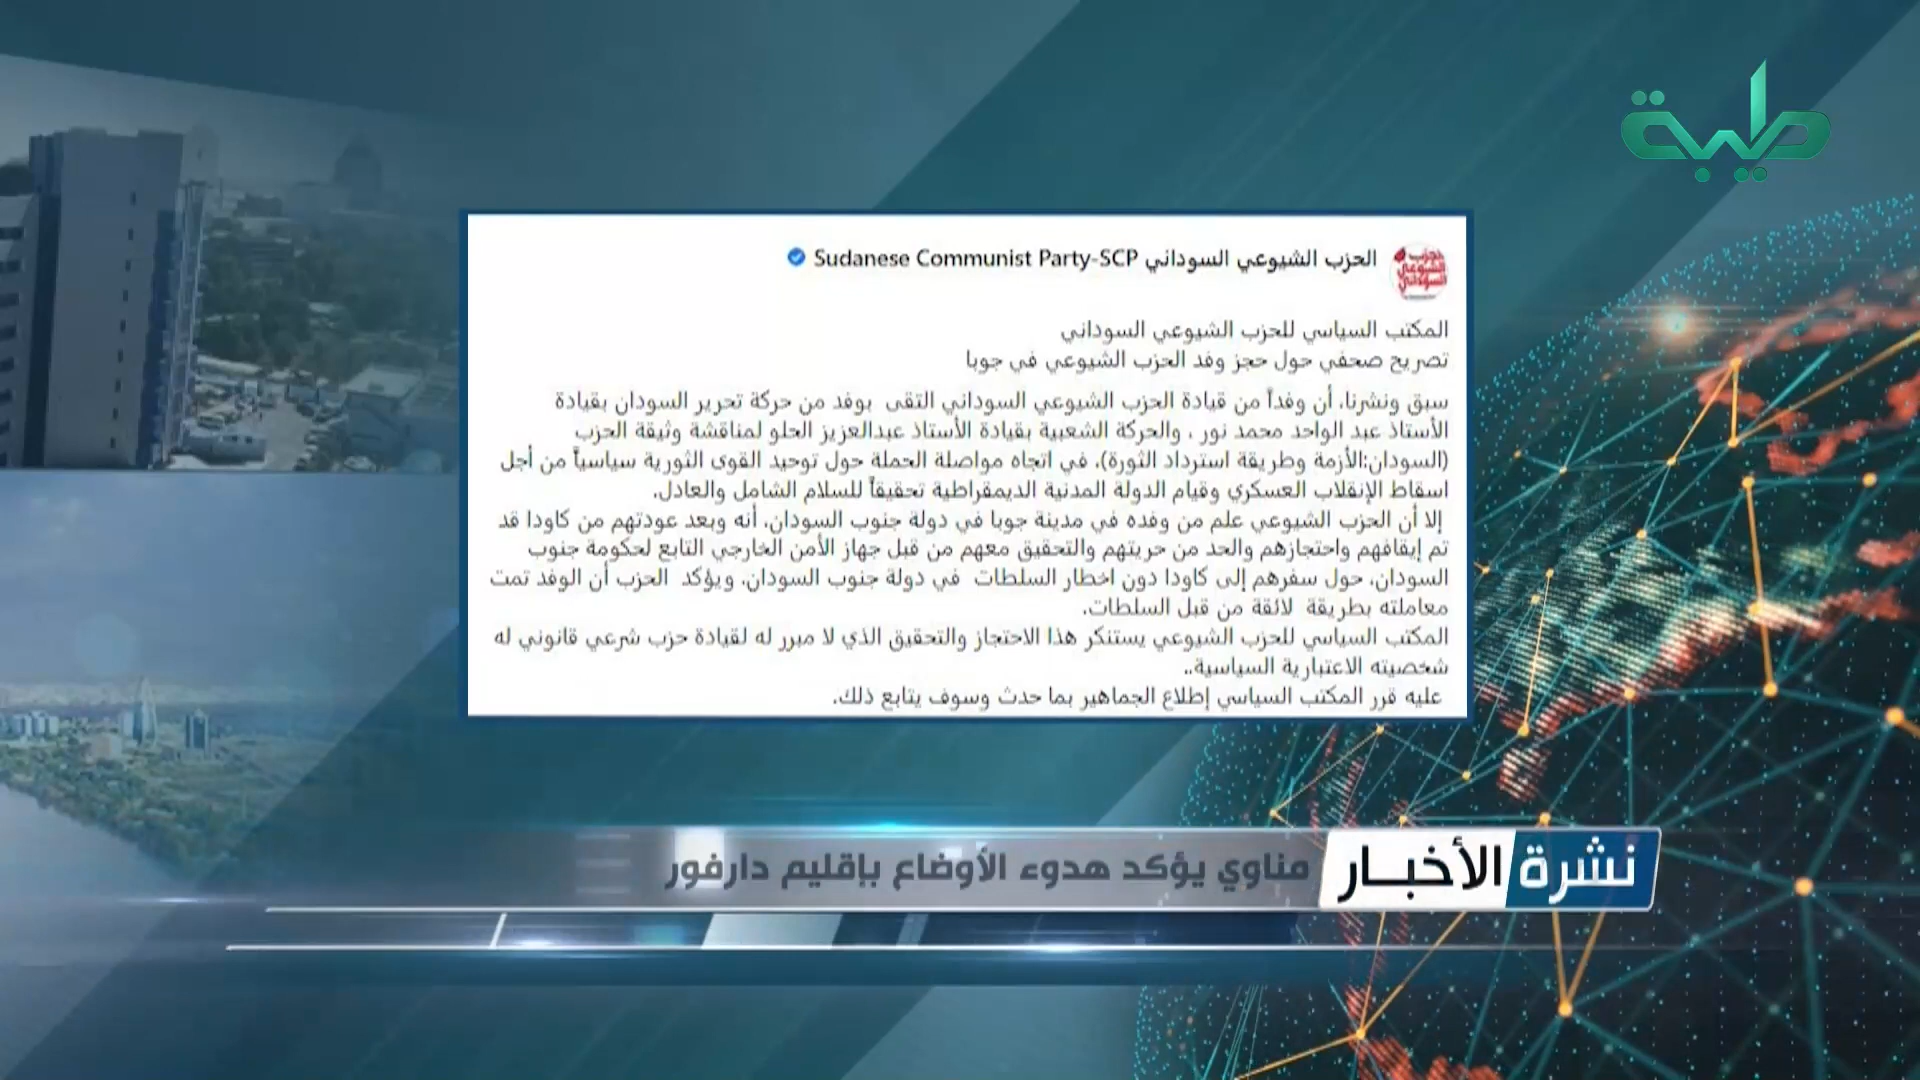 طيبة
الحزب الشيوعي السوداني Sudanese Communist Party-SCP
المكتب السياسي للحزب الشيوعي السوداني
تصريح صحفي حول حجز وفد الحزب الشيوعي في جوبا
سبق ونشرنا، أن وفداً من قيادة الحزب الشيوعي السوداني التقى بوفد من حركة تحرير السودان بقيادة
الأستاذ عبد الواحد محمد نور ، والحركة الشعبية بقيادة الأستاذ عبدالعزيز الحلو لمناقشة وثيقة الحزب
(السودان:الأزمة وطريقة استرداد الثورة)، في اتجاه مواصلة الحملة حول توحيد القوى الثورية سياسياً من أجل
اسقاط الإنقلاب العسكري وقيام الدولة المدنية الديمقراطية تحقيقاً للسلام الشامل والعادل.
إلا أن الحزب الشيوعي علم من وفده في مدينة جوبا في دولة جنوب السودان، أنه وبعد عودتهم من كاودا قد
تم إيقافهم واحتجازهم والحد من حريتهم والتحقيق معهم من قبل جهاز الأمن الخارجي التابع لحكومة جنوب
السودان، حول سفرهم إلى كاودا دون اخطار السلطات في دولة جنوب السودان، ويؤكد الحزب أن الوفد تمت
معاملته بطريقة لائقة من قبل السلطات.
المكتب السياسي للحزب الشيوعي يستنكر هذا الاحتجاز والتحقيق الذي لا مبرر له لقيادة حزب شرعي قانوني له
شخصيته الاعتبارية السياسية..
عليه قرر المكتب السياسي إطلاع الجماهير بما حدث وسوف يتابع ذلك.
نشرة الأخبار
مناوي يؤكد هدوء الأوضاع بإقليم دارفور